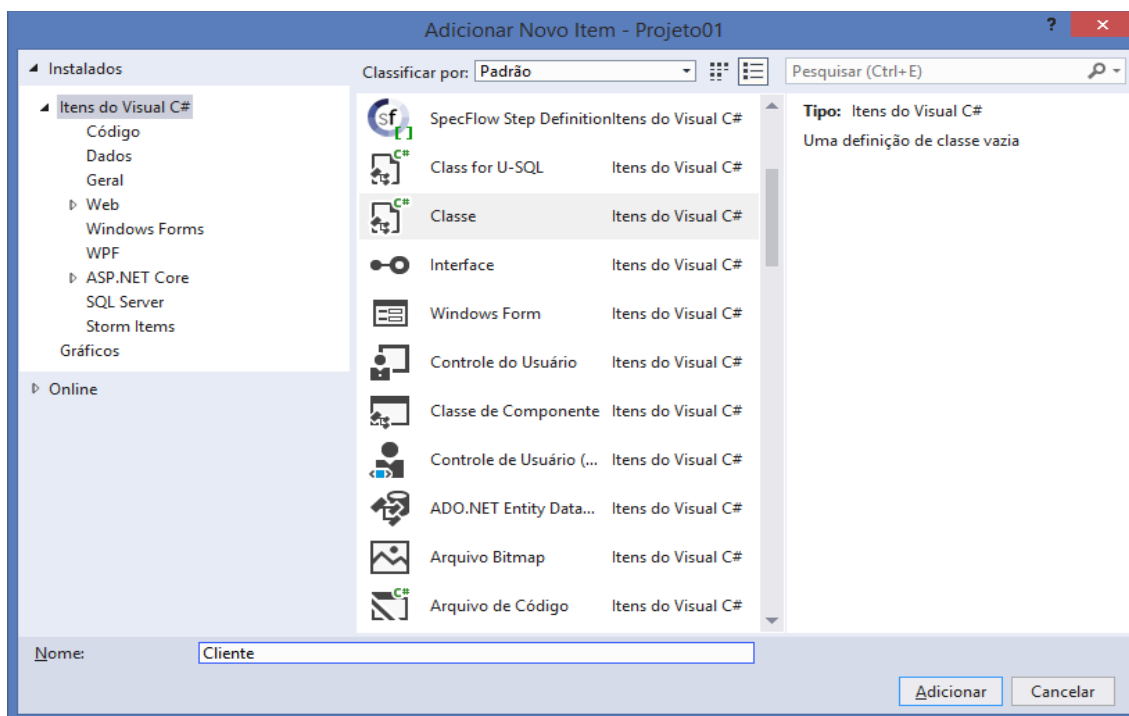 Adicionar Novo Item - Projeto01
?
Instalados
Classificar por: Padrão
Pesquisar (Ctrl+E)
Itens do Visual C#
Código
Dados
Geral
Web
Windows Forms
WPF
ASP.NET Core
SQL Server
Storm Items
Gráficos
Online
SpecFlow Step Definition Itens do Visual C#
Class for U-SQL Itens do Visual C#
Classe Itens do Visual C#
Interface Itens do Visual C#
Windows Form Itens do Visual C#
Controle do Usuário Itens do Visual C#
Classe de Componente Itens do Visual C#
Controle de Usuário (... Itens do Visual C#
ADO.NET Entity Data... Itens do Visual C#
Arquivo Bitmap Itens do Visual C#
Arquivo de Código Itens do Visual C#
Tipo: Itens do Visual C#
Uma definição de classe vazia
Nome: Cliente
Adicionar Cancelar